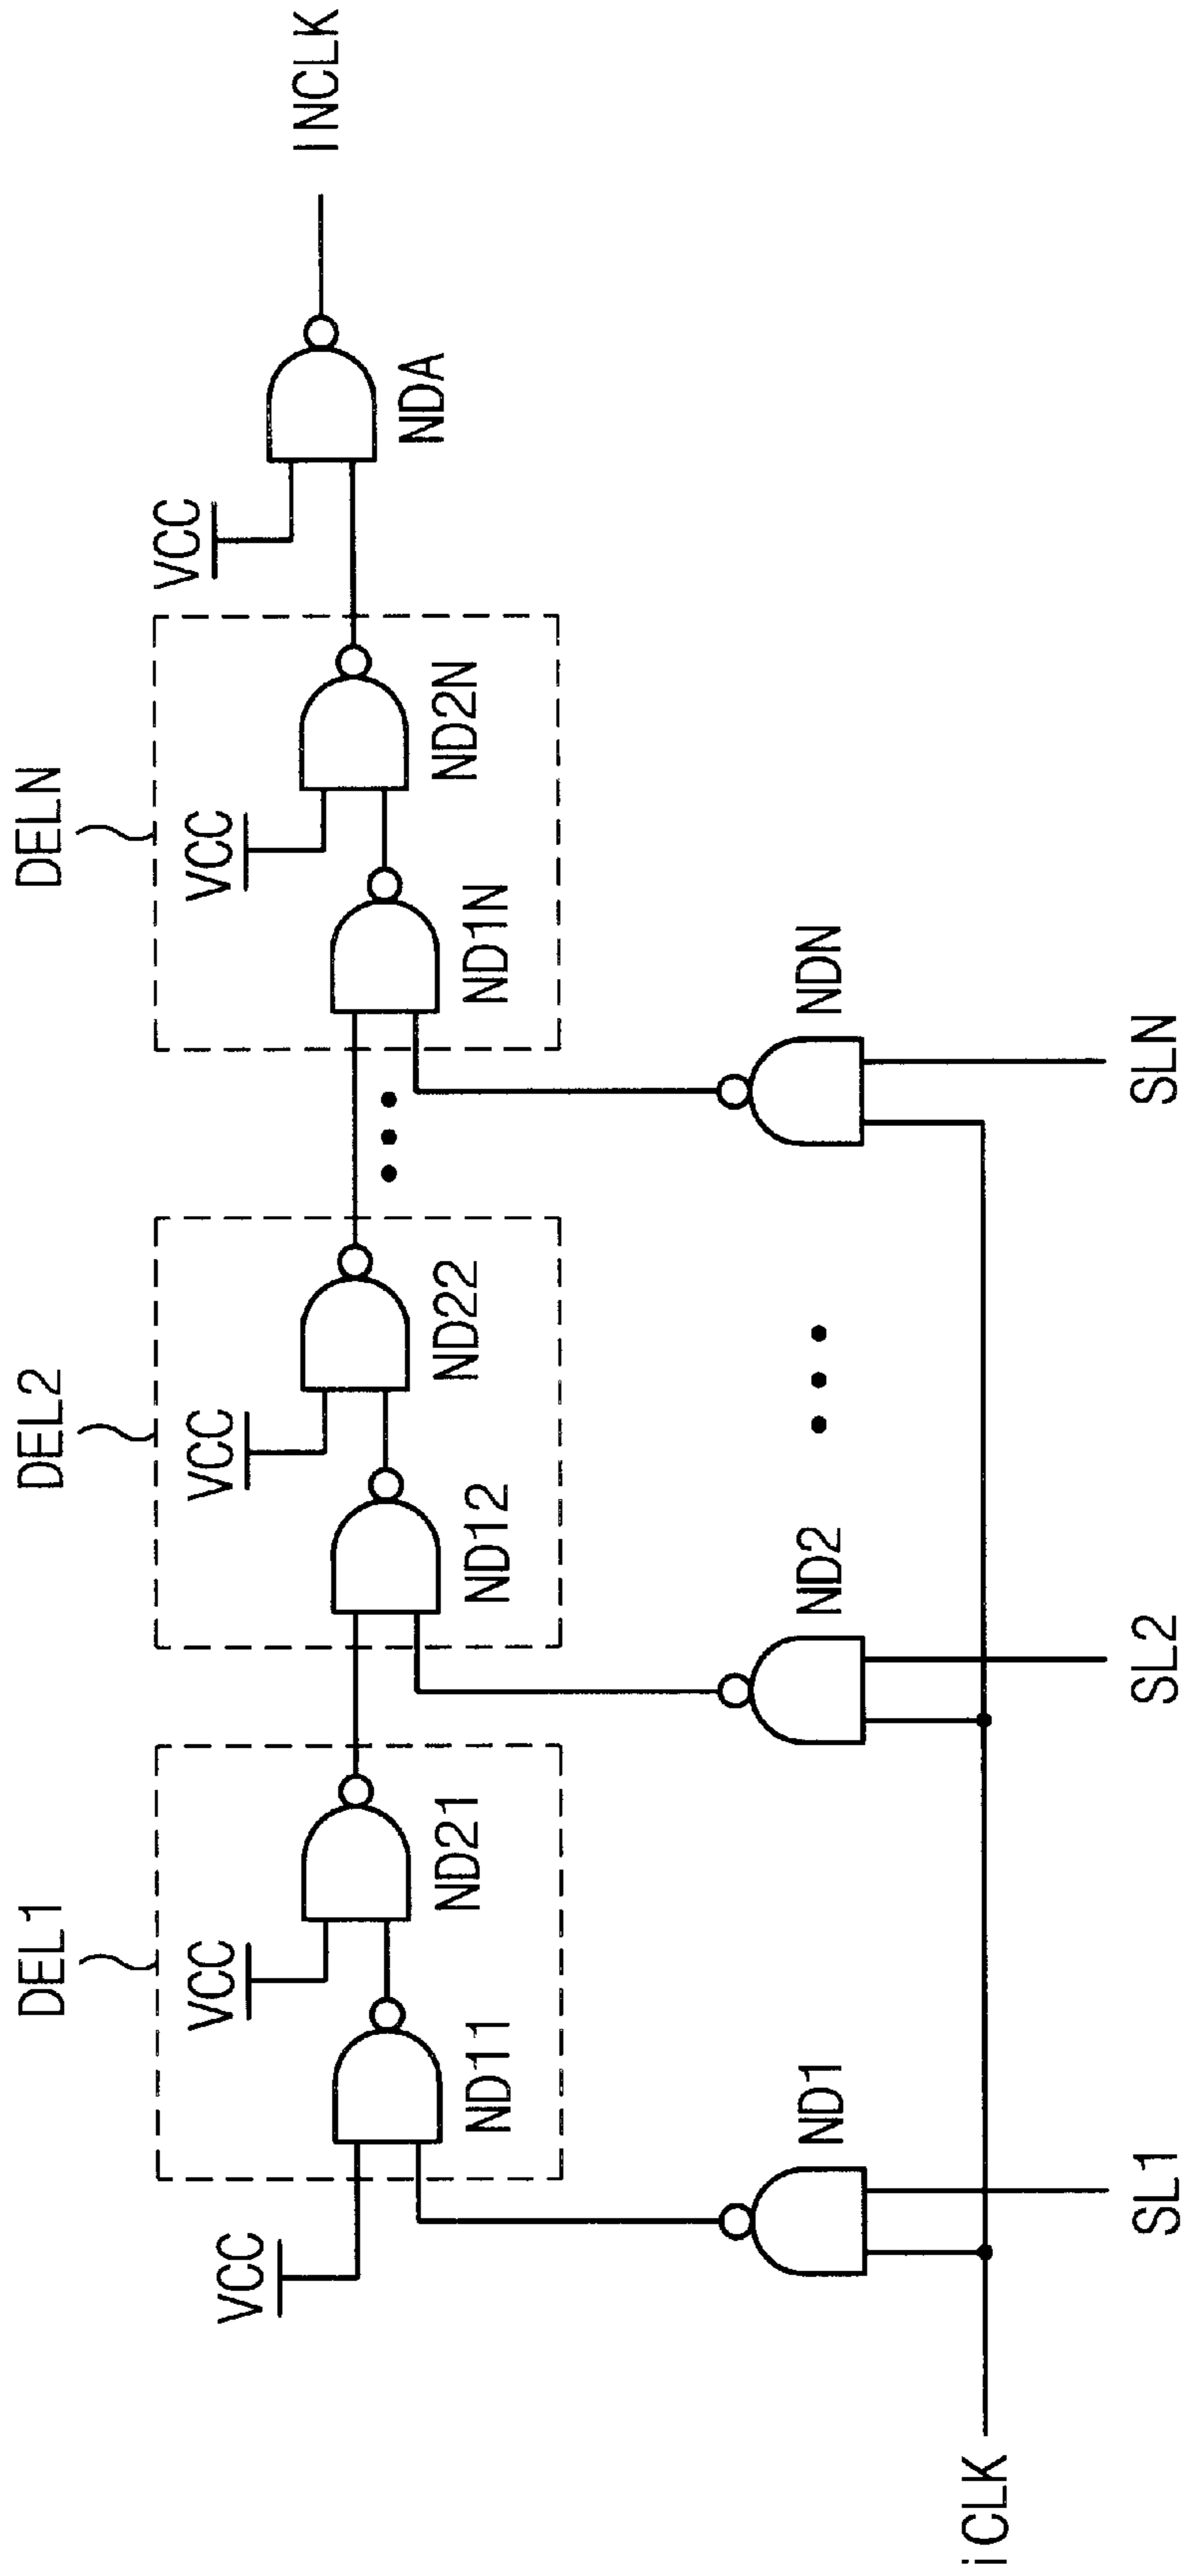 DEL1
DEL2
DELN
VCC
VCC
VCC
VCC
VCC
INCLK
ND11
ND21
ND12
ND22
ND1N
ND2N
NDA
ND1
ND2
NDN
iCLK
SL1
SL2
SLN